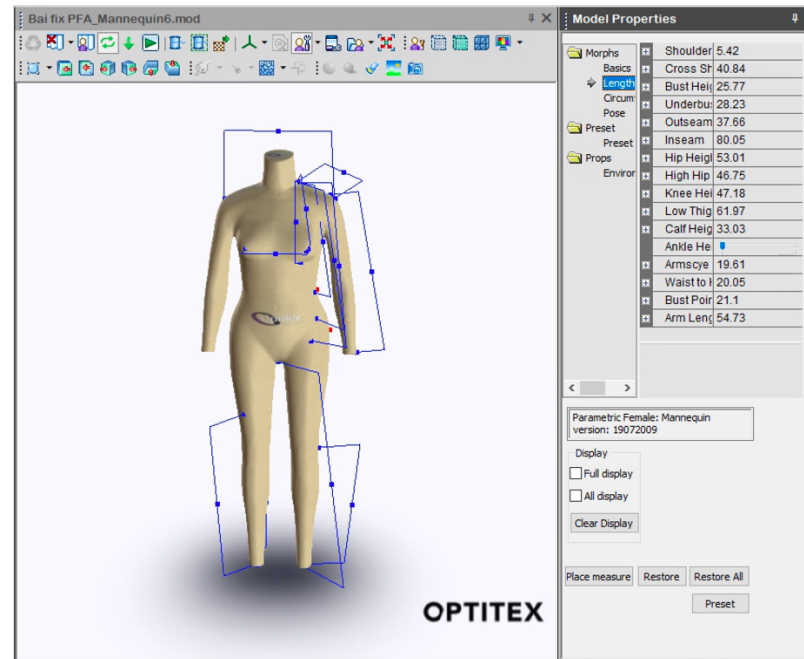 Bai fix PFA_Mannequin6.mod
Model Properties
Morphs
Basics
Length
Circum
Pose
Preset
Preset
Props
Environ
Shoulder 5.42
Cross Sh 40.84
Bust Heig 25.77
Underbus 28.23
Outseam 37.66
Inseam 80.05
Hip Heigl 53.01
High Hip 46.75
Knee Hei 47.18
Low Thig 61.97
Calf Heig 33.03
Ankle He
Armscye 19.61
Waist to H 20.05
Bust Poin 21.1
Arm Leng 54.73
Parametric Female: Mannequin
version: 19072009
Display
Full display
All display
Clear Display
Place measure Restore Restore All
Preset
OPTITEX